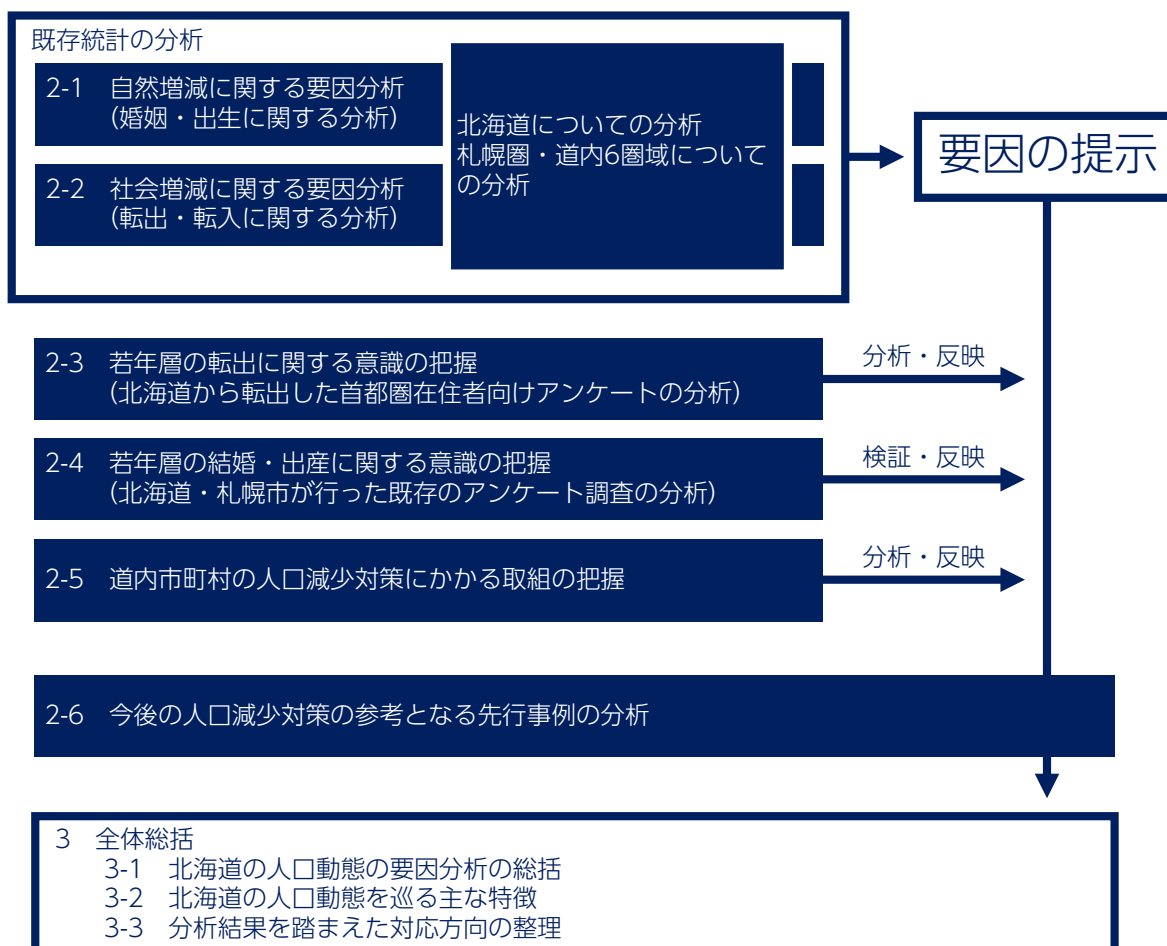 既存統計の分析
2-1 自然増減に関する要因分析
(婚姻・出生に関する分析)
2-2 社会増減に関する要因分析
(転出・転入に関する分析)
北海道についての分析
札幌圏・道内6圏域について
の分析
要因の提示
2-3 若年層の転出に関する意識の把握
(北海道から転出した首都圏在住者向けアンケートの分析)
分析・反映
2-4 若年層の結婚・出産に関する意識の把握
(北海道・札幌市が行った既存のアンケート調査の分析)
検証・反映
2-5 道内市町村の人口減少対策にかかる取組の把握
分析・反映
2-6 今後の人口減少対策の参考となる先行事例の分析
3 全体総括
3-1 北海道の人口動態の要因分析の総括
3-2 北海道の人口動態を巡る主な特徴
3-3 分析結果を踏まえた対応方向の整理